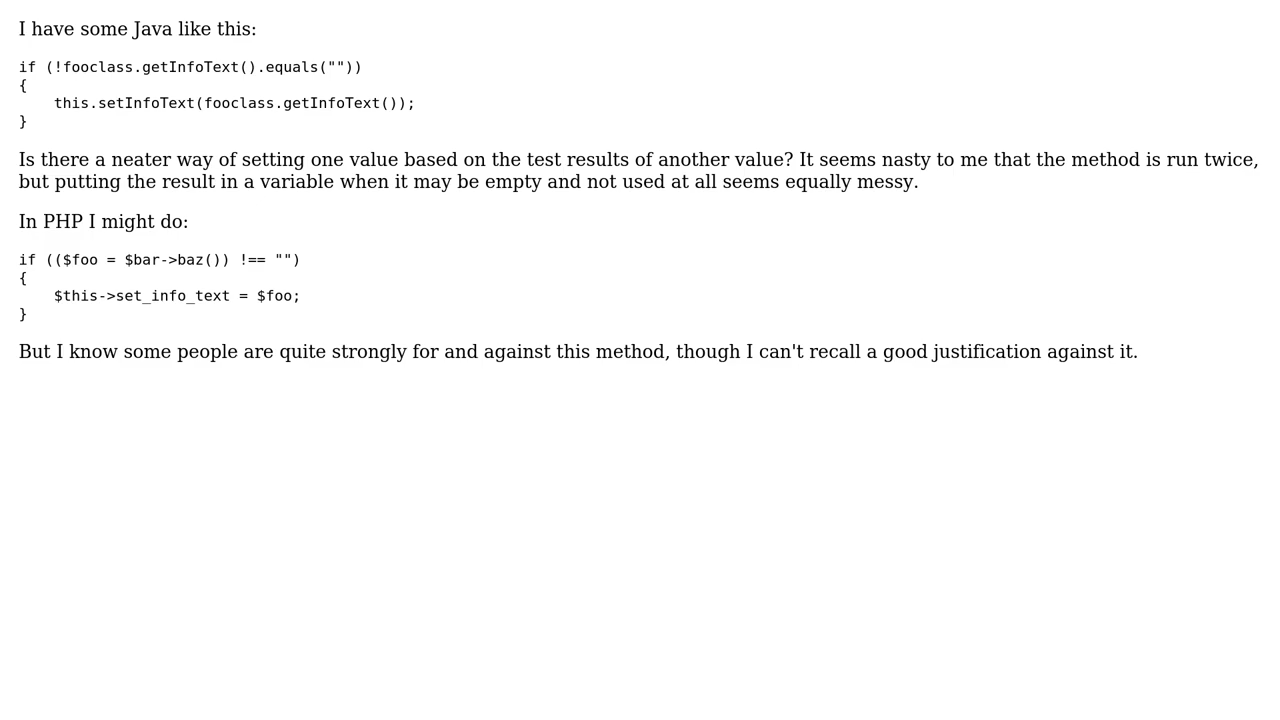 I have some Java like this:
if (!fooclass.getInfoText().equals(""))
{
    this.setInfoText(fooclass.getInfoText());
}
Is there a neater way of setting one value based on the test results of another value? It seems nasty to me that the method is run twice,
but putting the result in a variable when it may be empty and not used at all seems equally messy.
In PHP I might do:
if (($foo = $bar->baz()) !== "")
{
    $this->set_info_text = $foo;
}
But I know some people are quite strongly for and against this method, though I can't recall a good justification against it.